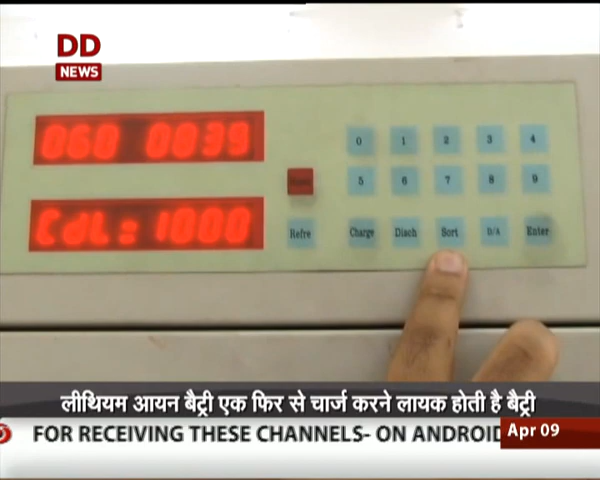 DD
NEWS
060 0039
CdL:1000
0 1 2 3 4
5 6 7 8 9
Refre Charge Disch Sort D/A Enter
लीथियम आयन बैट्री एक फिर से चार्ज करने लायक होती है बैट्री
FOR RECEIVING THESE CHANNELS- ON ANDROID
Apr 09